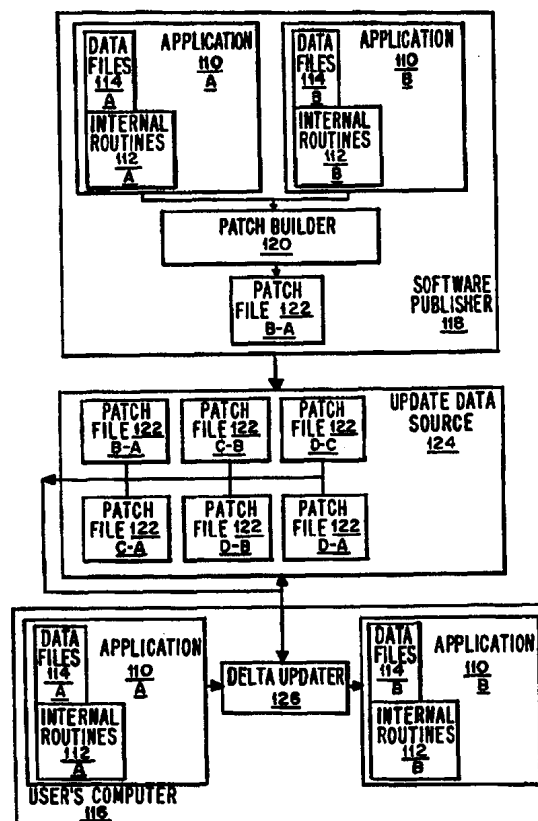 DATA
FILES
114
A
APPLICATION
110
A
INTERNAL
ROUTINES
112
A
DATA
FILES
114
B
APPLICATION
110
B
INTERNAL
ROUTINES
112
B
PATCH BUILDER
120
PATCH
FILE 122
B-A
SOFTWARE
PUBLISHER
118
PATCH
FILE 122
B-A
PATCH
FILE 122
C-B
PATCH
FILE 122
D-C
UPDATE DATA
SOURCE
124
PATCH
FILE 122
C-A
PATCH
FILE 122
D-B
PATCH
FILE 122
D-A
DATA
FILES
114
A
APPLICATION
110
A
INTERNAL
ROUTINES
112
A
DELTA UPDATER
126
DATA
FILES
114
B
APPLICATION
110
B
INTERNAL
ROUTINES
112
B
USER'S COMPUTER
116